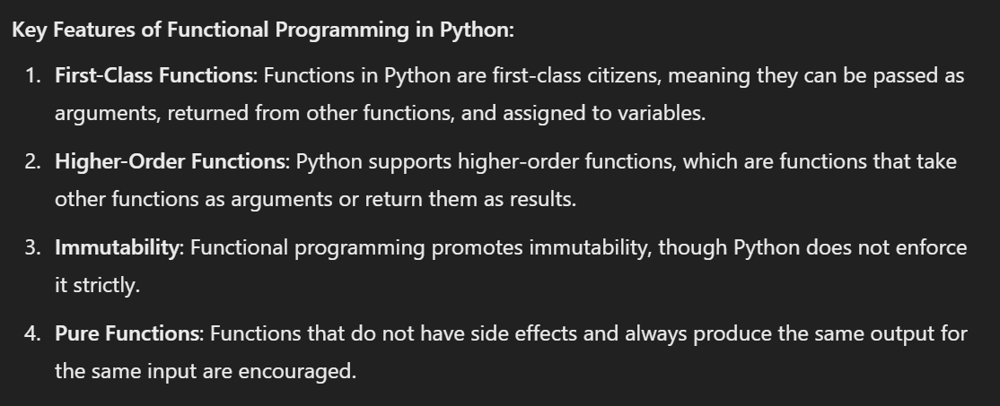 Key Features of Functional Programming in Python:
1. First-Class Functions: Functions in Python are first-class citizens, meaning they can be passed as
arguments, returned from other functions, and assigned to variables.
2. Higher-Order Functions: Python supports higher-order functions, which are functions that take
other functions as arguments or return them as results.
3. Immutability: Functional programming promotes immutability, though Python does not enforce
it strictly.
4. Pure Functions: Functions that do not have side effects and always produce the same output for
the same input are encouraged.